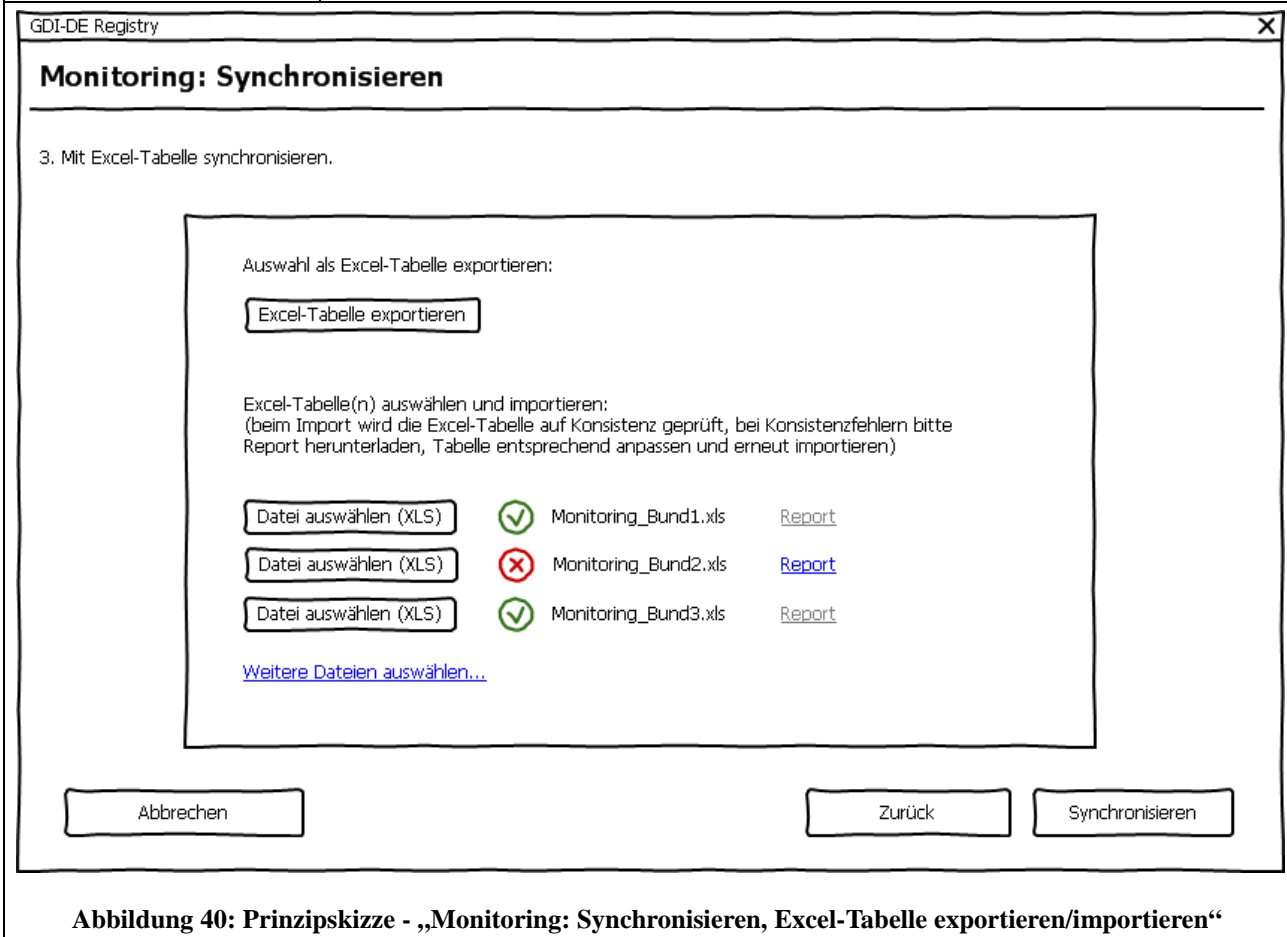 GDI-DE Registry
Monitoring: Synchronisieren
3. Mit Excel-Tabelle synchronisieren.
Auswahl als Excel-Tabelle exportieren:
Excel-Tabelle exportieren
Excel-Tabelle(n) auswählen und importieren:
(beim Import wird die Excel-Tabelle auf Konsistenz geprüft, bei Konsistenzfehlern bitte
Report herunterladen, Tabelle entsprechend anpassen und erneut importieren)
Datei auswählen (XLS) Monitoring_Bund1.xls Report
Datei auswählen (XLS) Monitoring_Bund2.xls Report
Datei auswählen (XLS) Monitoring_Bund3.xls Report
Weitere Dateien auswählen...
Abbrechen Zurück Synchronisieren
Abbildung 40: Prinzipskizze - „Monitoring: Synchronisieren, Excel-Tabelle exportieren/importieren“